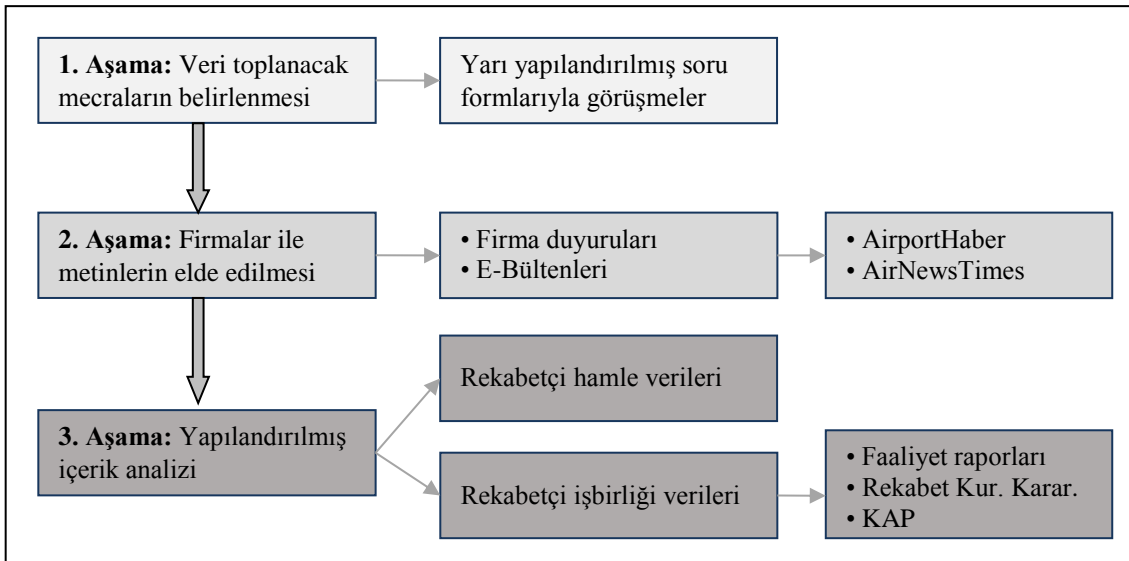 1. Aşama: Veri toplanacak
mecraların belirlenmesi
Yarı yapılandırılmış soru
formlarıyla görüşmeler
2. Aşama: Firmalar ile
metinlerin elde edilmesi
• Firma duyuruları
• E-Bültenleri
• AirportHaber
• AirNewsTimes
3. Aşama: Yapılandırılmış
içerik analizi
Rekabetçi hamle verileri
Rekabetçi işbirliği verileri
• Faaliyet raporları
• Rekabet Kur. Karar.
• KAP